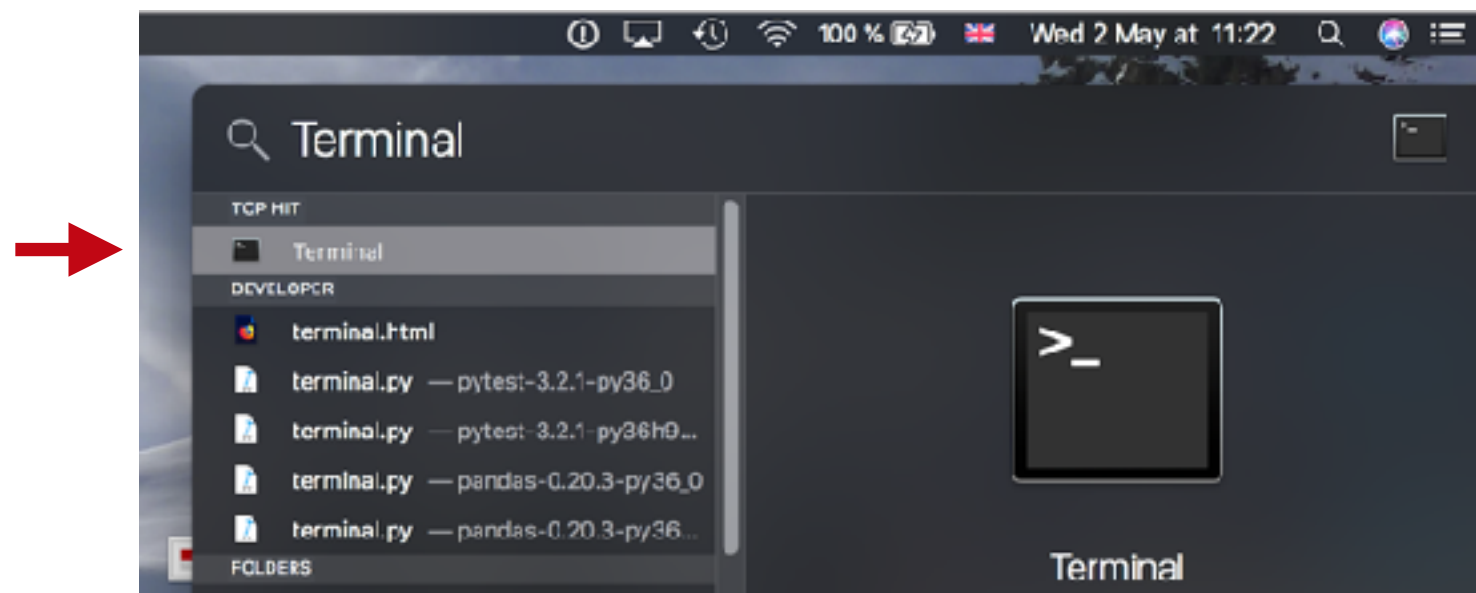 100 % Wed 2 May at 11:22
Terminal
TOP HIT
Terminal
DEVELOPER
terminal.html
terminal.py — pytest-3.2.1-py36_0
terminal.py — pytest-3.2.1-py36h9...
terminal.py — pandas-0.20.3-py36_0
terminal.py — pandas-0.20.3-py36...
FOLDERS
>_
Terminal